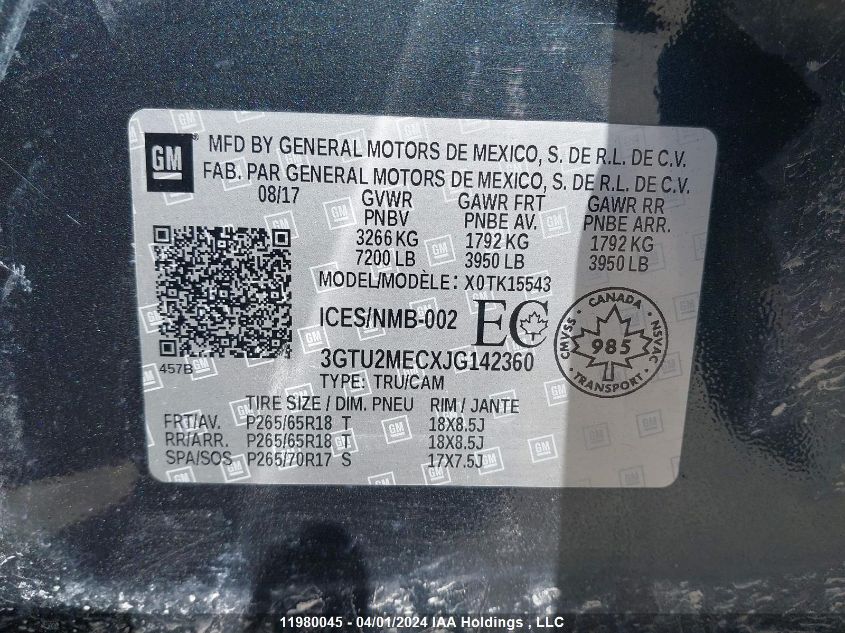 GM
MFD BY GENERAL MOTORS DE MEXICO, S. DE R.L. DE C.V.
FAB. PAR GENERAL MOTORS DE MEXICO, S. DE R.L. DE C.V.
08/17 GVWR GAWR FRT GAWR RR
PNBV PNBE AV. PNBE ARR.
3266 KG 1792 KG 1792 KG
7200 LB 3950 LB 3950 LB
MODEL/MODÈLE: X0TK15543
ICES/NMB-002 EC
CANADA CMVSS 985 NSVAC TRANSPORT
457B
3GTU2MECXJG142360
TYPE: TRU/CAM
TIRE SIZE / DIM. PNEU RIM / JANTE
FRT/AV. P265/65R18 T 18X8.5J
RR/ARR. P265/65R18 T 18X8.5J
SPA/SOS P265/70R17 S 17X7.5J
11980045 - 04/01/2024 IAA Holdings , LLC